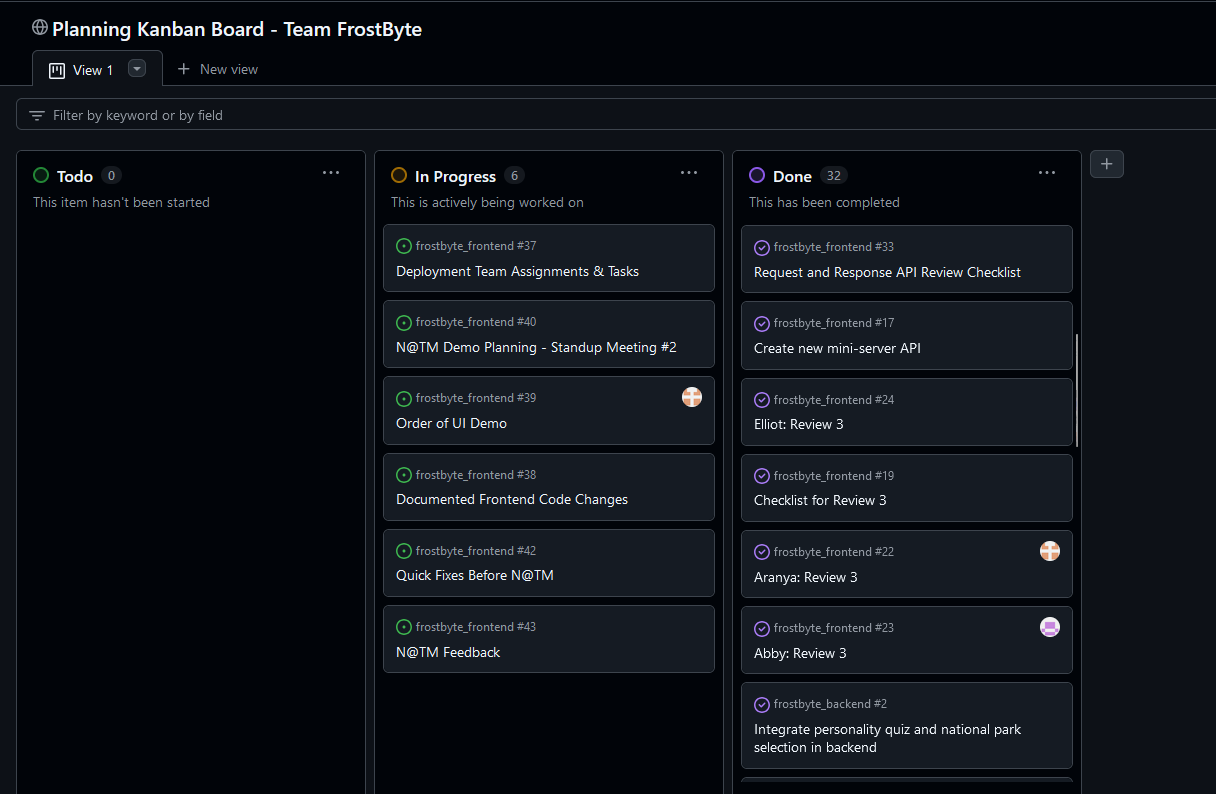 Planning Kanban Board - Team FrostByte
View 1
New view
Filter by keyword or by field
Todo 0
This item hasn't been started
In Progress 6
This is actively being worked on
frostbyte_frontend #37
Deployment Team Assignments & Tasks
frostbyte_frontend #40
N@TM Demo Planning - Standup Meeting #2
frostbyte_frontend #39
Order of UI Demo
frostbyte_frontend #38
Documented Frontend Code Changes
frostbyte_frontend #42
Quick Fixes Before N@TM
frostbyte_frontend #43
N@TM Feedback
Done 32
This has been completed
frostbyte_frontend #33
Request and Response API Review Checklist
frostbyte_frontend #17
Create new mini-server API
frostbyte_frontend #24
Elliot: Review 3
frostbyte_frontend #19
Checklist for Review 3
frostbyte_frontend #22
Aranya: Review 3
frostbyte_frontend #23
Abby: Review 3
frostbyte_backend #2
Integrate personality quiz and national park
selection in backend